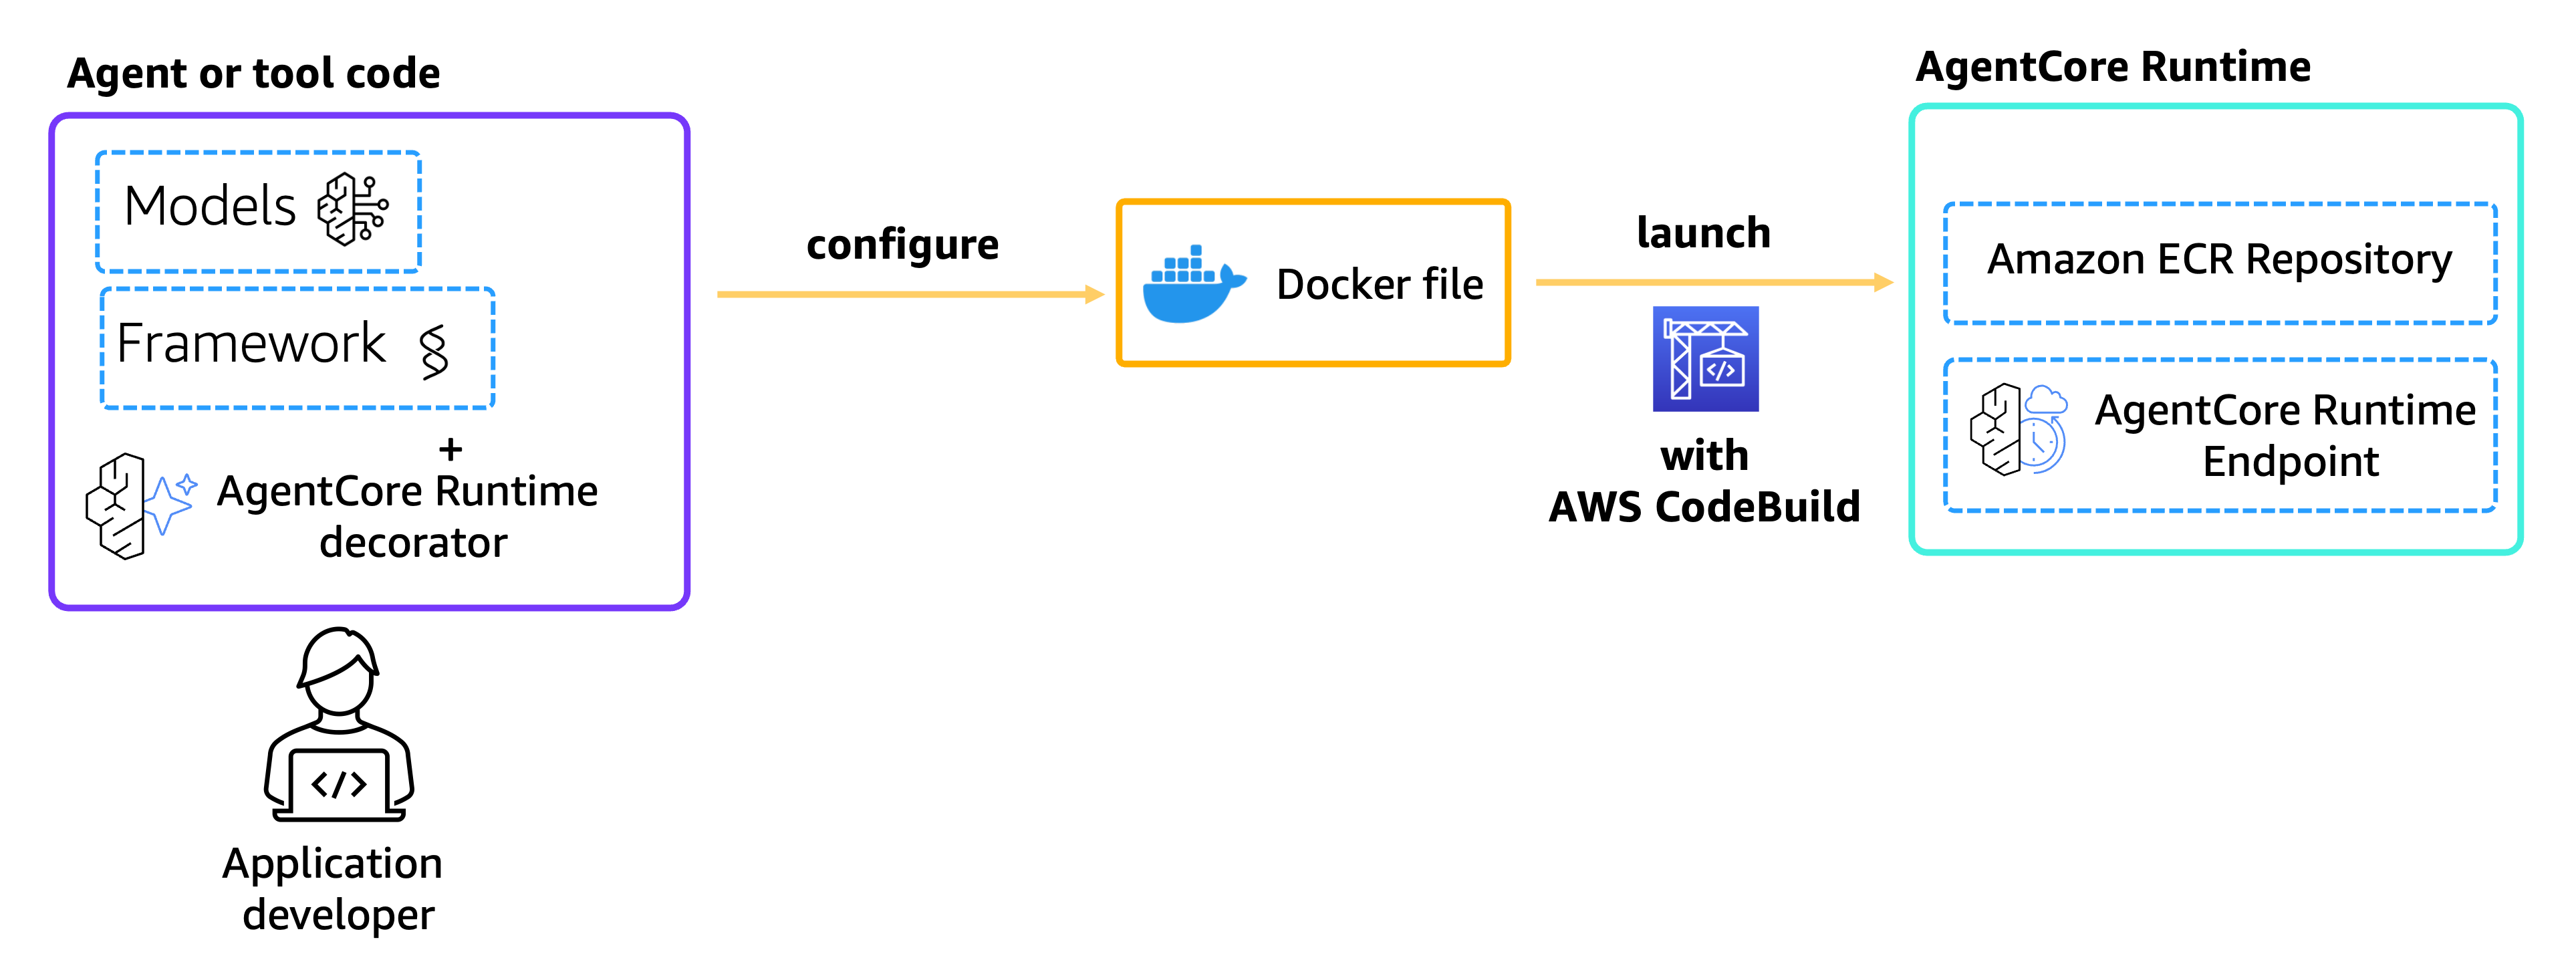 Agent or tool code
Models
Framework
+
AgentCore Runtime
decorator
</>
Application
developer
configure
Docker file
launch
</>
with
AWS CodeBuild
AgentCore Runtime
Amazon ECR Repository
AgentCore Runtime
Endpoint